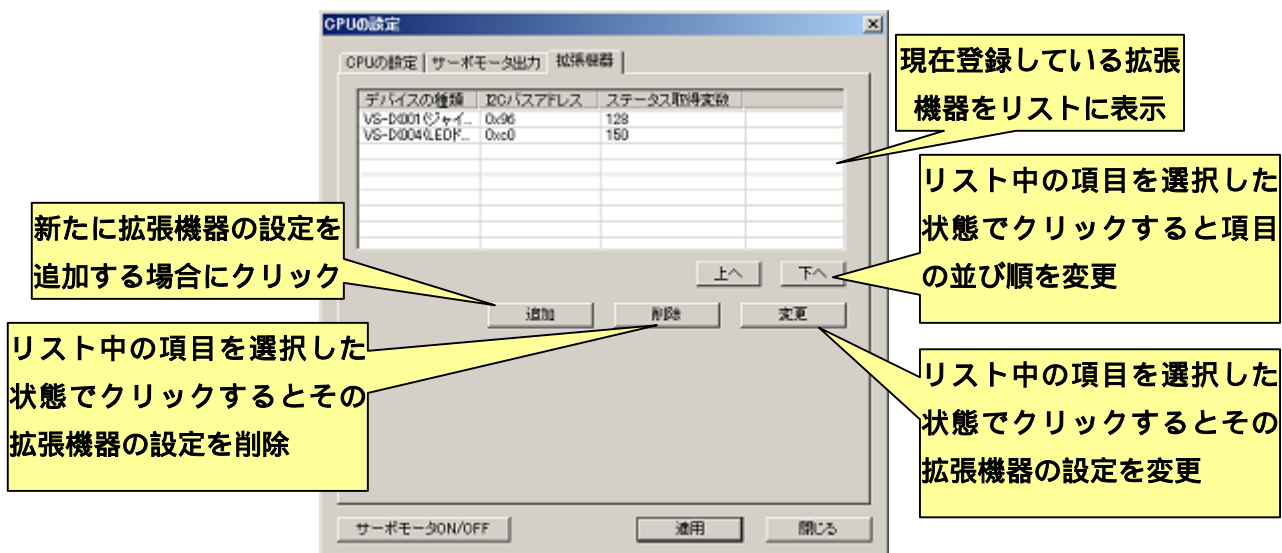 CPUの設定
CPUの設定 サーボモータ出力 拡張機器
デバイスの種類 I2Cバスアドレス ステータス取得変数
VS-IX001(ジャイ... 0x96 128
VS-IX004(LEDド... 0xc0 150
上へ 下へ
追加 削除 変更
サーボモータON/OFF 適用 閉じる
現在登録している拡張
機器をリストに表示
リスト中の項目を選択した
状態でクリックすると項目
の並び順を変更
新たに拡張機器の設定を
追加する場合にクリック
リスト中の項目を選択した
状態でクリックするとその
拡張機器の設定を削除
リスト中の項目を選択した
状態でクリックするとその
拡張機器の設定を変更